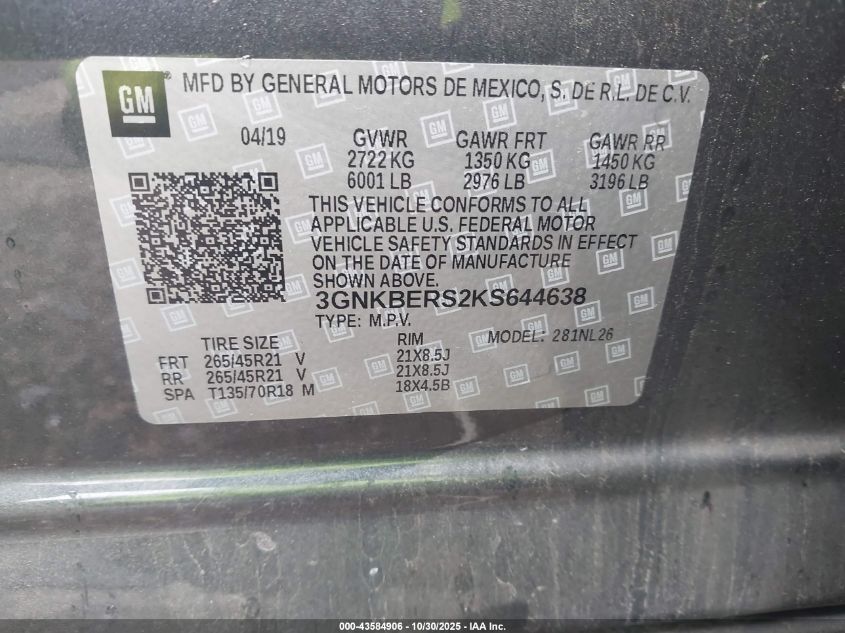 GM ® MFD BY GENERAL MOTORS DE MEXICO, S. DE R.L. DE C.V.
04/19 GVWR GAWR FRT GAWR RR
2722 KG 1350 KG 1450 KG
6001 LB 2976 LB 3196 LB
THIS VEHICLE CONFORMS TO ALL
APPLICABLE U.S. FEDERAL MOTOR
VEHICLE SAFETY STANDARDS IN EFFECT
ON THE DATE OF MANUFACTURE
SHOWN ABOVE.
3GNKBERS2KS644638
TYPE: M.P.V. MODEL: 281NL26
TIRE SIZE RIM
FRT 265/45R21 V 21X8.5J
RR 265/45R21 V 21X8.5J
SPA T135/70R18 M 18X4.5B
000-43584906 - 10/30/2025 - IAA Inc.